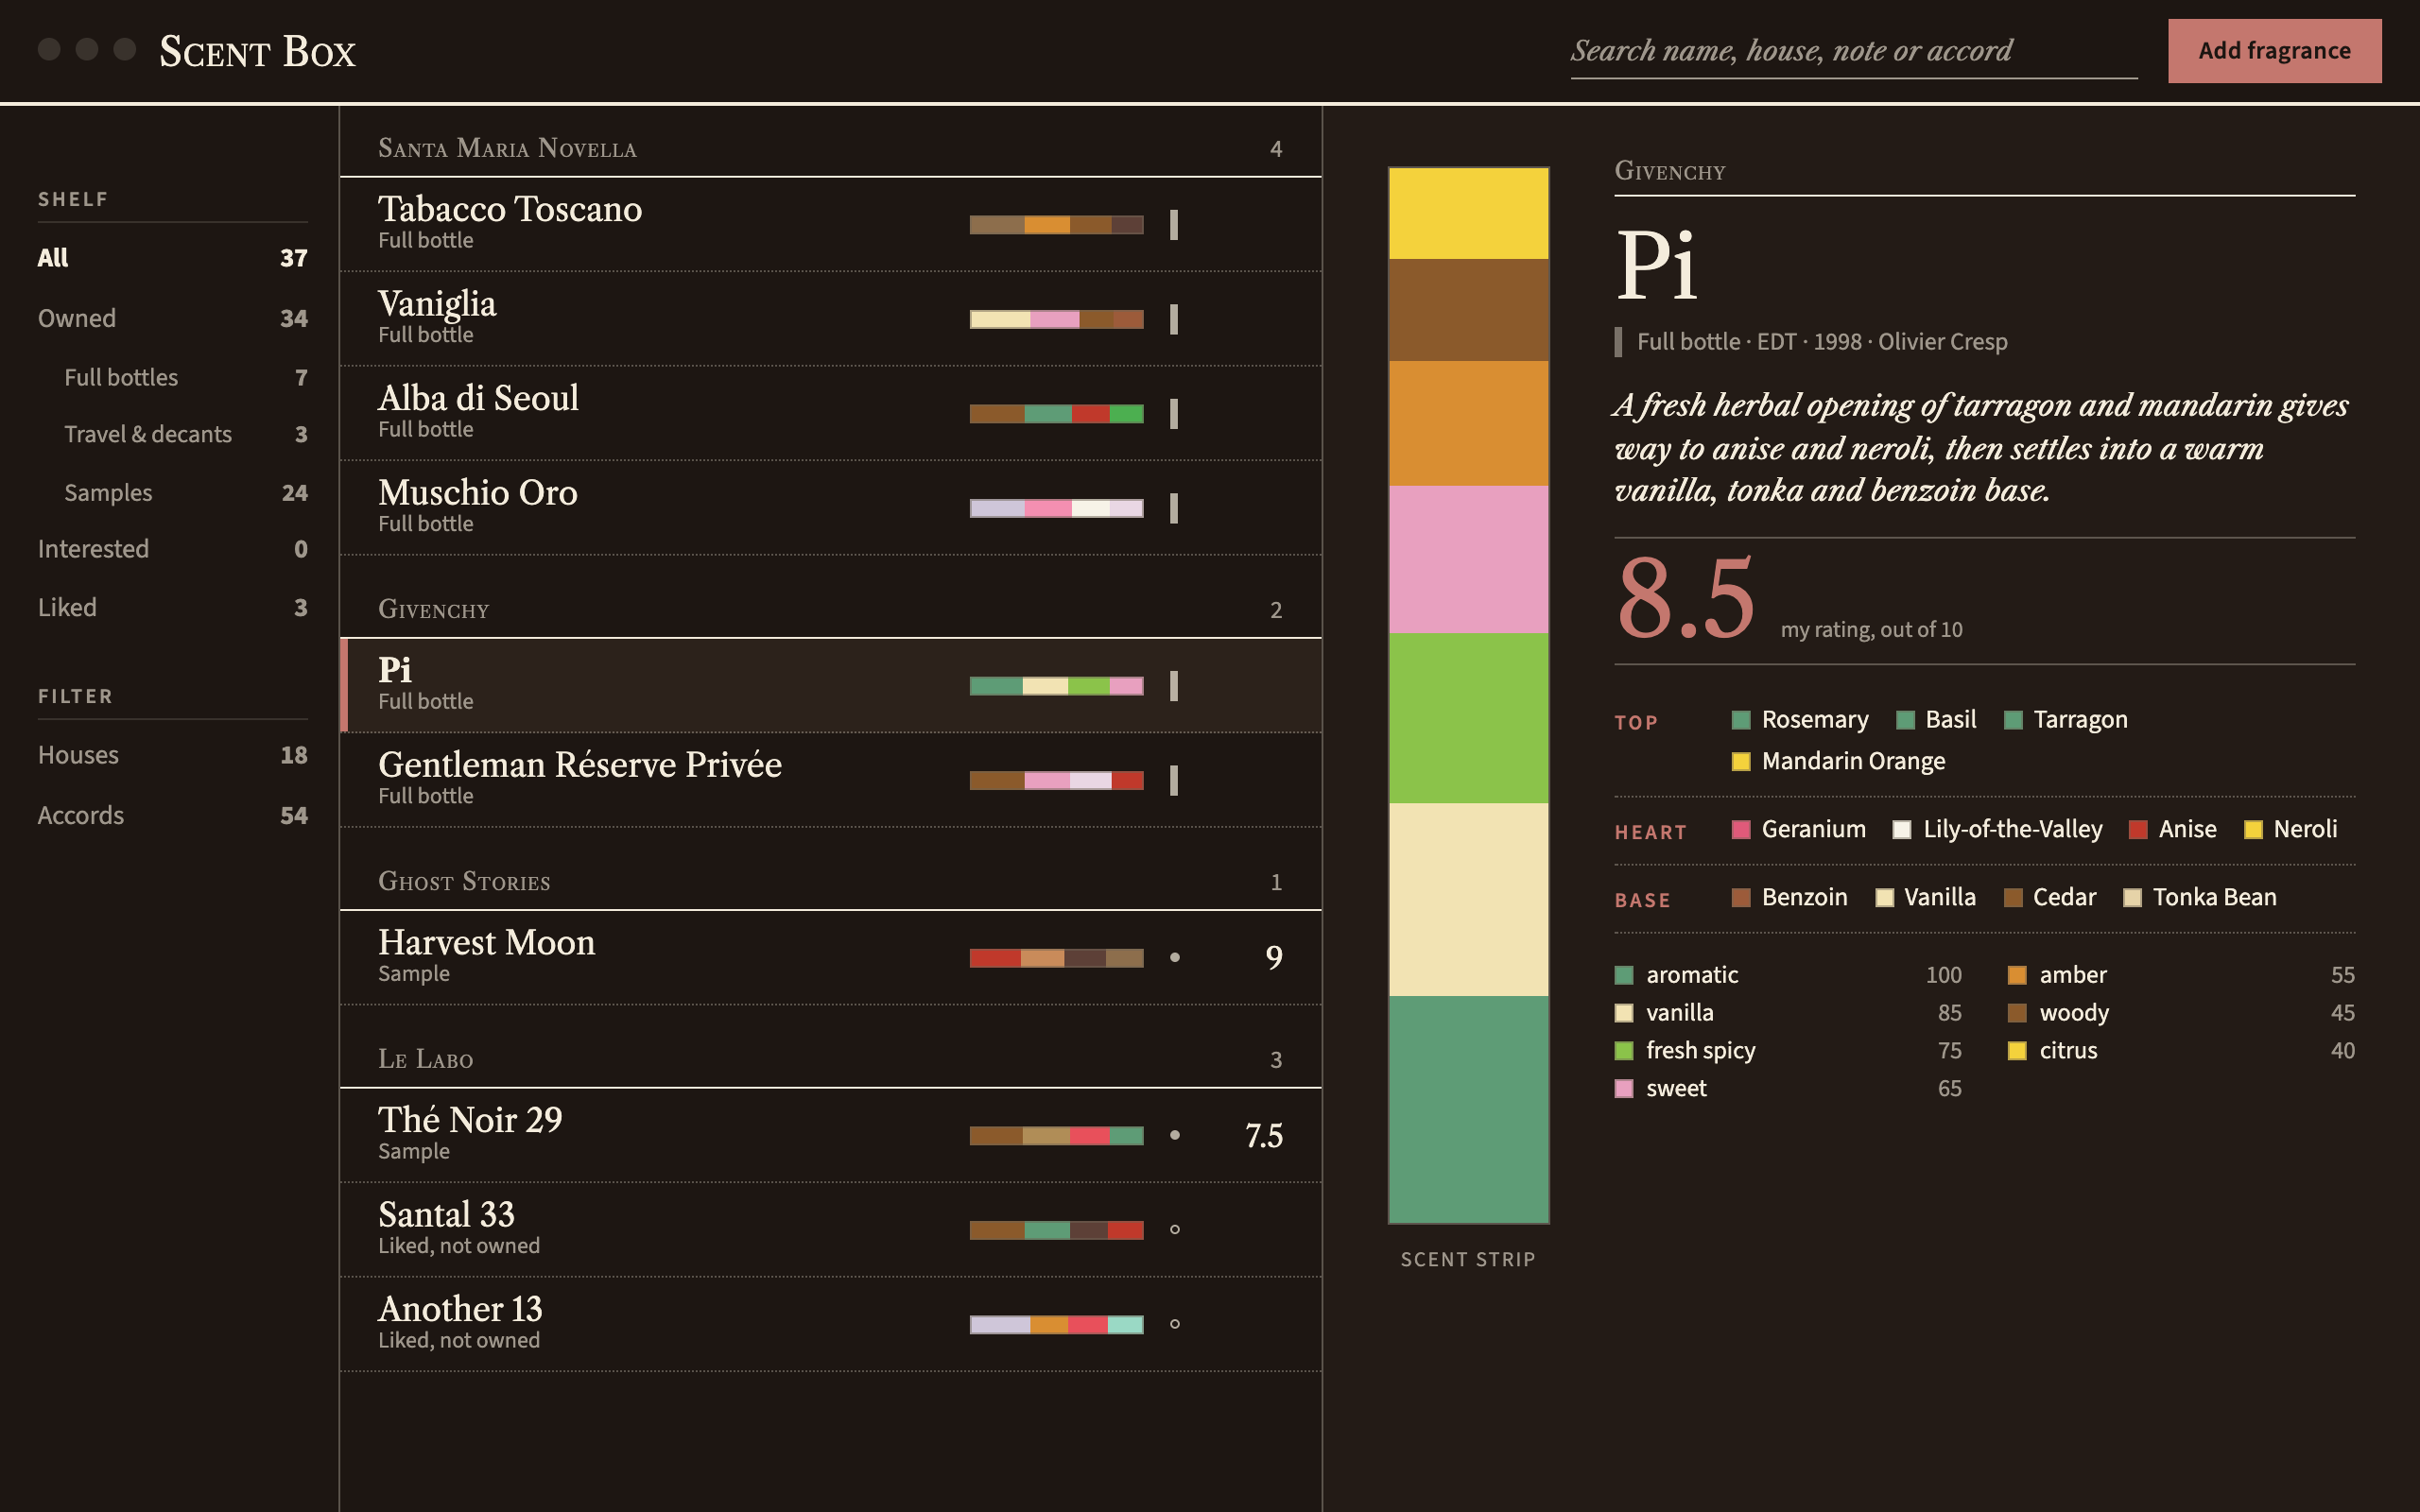 Scent Box
Search name, house, note or accord
Add fragrance
SHELF
All 37
Owned 34
Full bottles 7
Travel & decants 3
Samples 24
Interested 0
Liked 3
FILTER
Houses 18
Accords 54
Santa Maria Novella 4
Tabacco Toscano
Full bottle
Vaniglia
Full bottle
Alba di Seoul
Full bottle
Muschio Oro
Full bottle
Givenchy 2
Pi
Full bottle
Gentleman Réserve Privée
Full bottle
Ghost Stories 1
Harvest Moon 9
Sample
Le Labo 3
Thé Noir 29 7.5
Sample
Santal 33
Liked, not owned
Another 13
Liked, not owned
SCENT STRIP
Givenchy
Pi
Full bottle · EDT · 1998 · Olivier Cresp
A fresh herbal opening of tarragon and mandarin gives
way to anise and neroli, then settles into a warm
vanilla, tonka and benzoin base.
8.5 my rating, out of 10
TOP Rosemary Basil Tarragon
Mandarin Orange
HEART Geranium Lily-of-the-Valley Anise Neroli
BASE Benzoin Vanilla Cedar Tonka Bean
aromatic 100 amber 55
vanilla 85 woody 45
fresh spicy 75 citrus 40
sweet 65